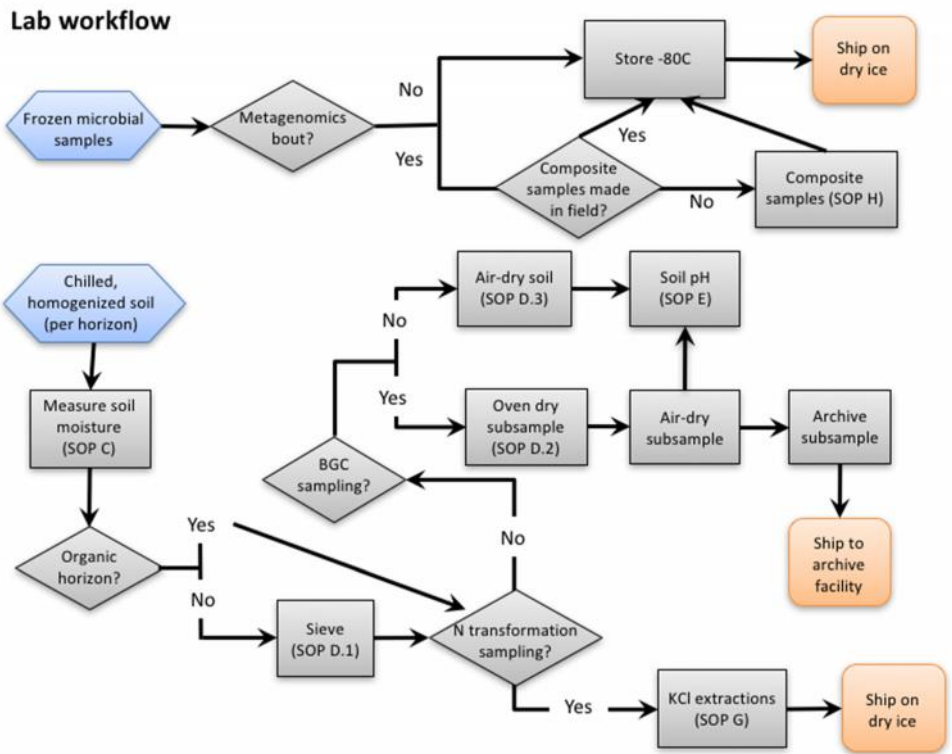 Lab workflow
Frozen microbial
samples
Metagenomics
bout?
No
Yes
Store -80C
Ship on
dry ice
Composite
samples made
in field?
Yes
No
Composite
samples (SOP H)
Chilled,
homogenized soil
(per horizon)
Measure soil
moisture
(SOP C)
Organic
horizon?
Yes
No
Sieve
(SOP D.1)
N transformation
sampling?
No
Yes
BGC
sampling?
No
Yes
Air-dry soil
(SOP D.3)
Soil pH
(SOP E)
Oven dry
subsample
(SOP D.2)
Air-dry
subsample
Archive
subsample
Ship to
archive
facility
KCl extractions
(SOP G)
Ship on
dry ice